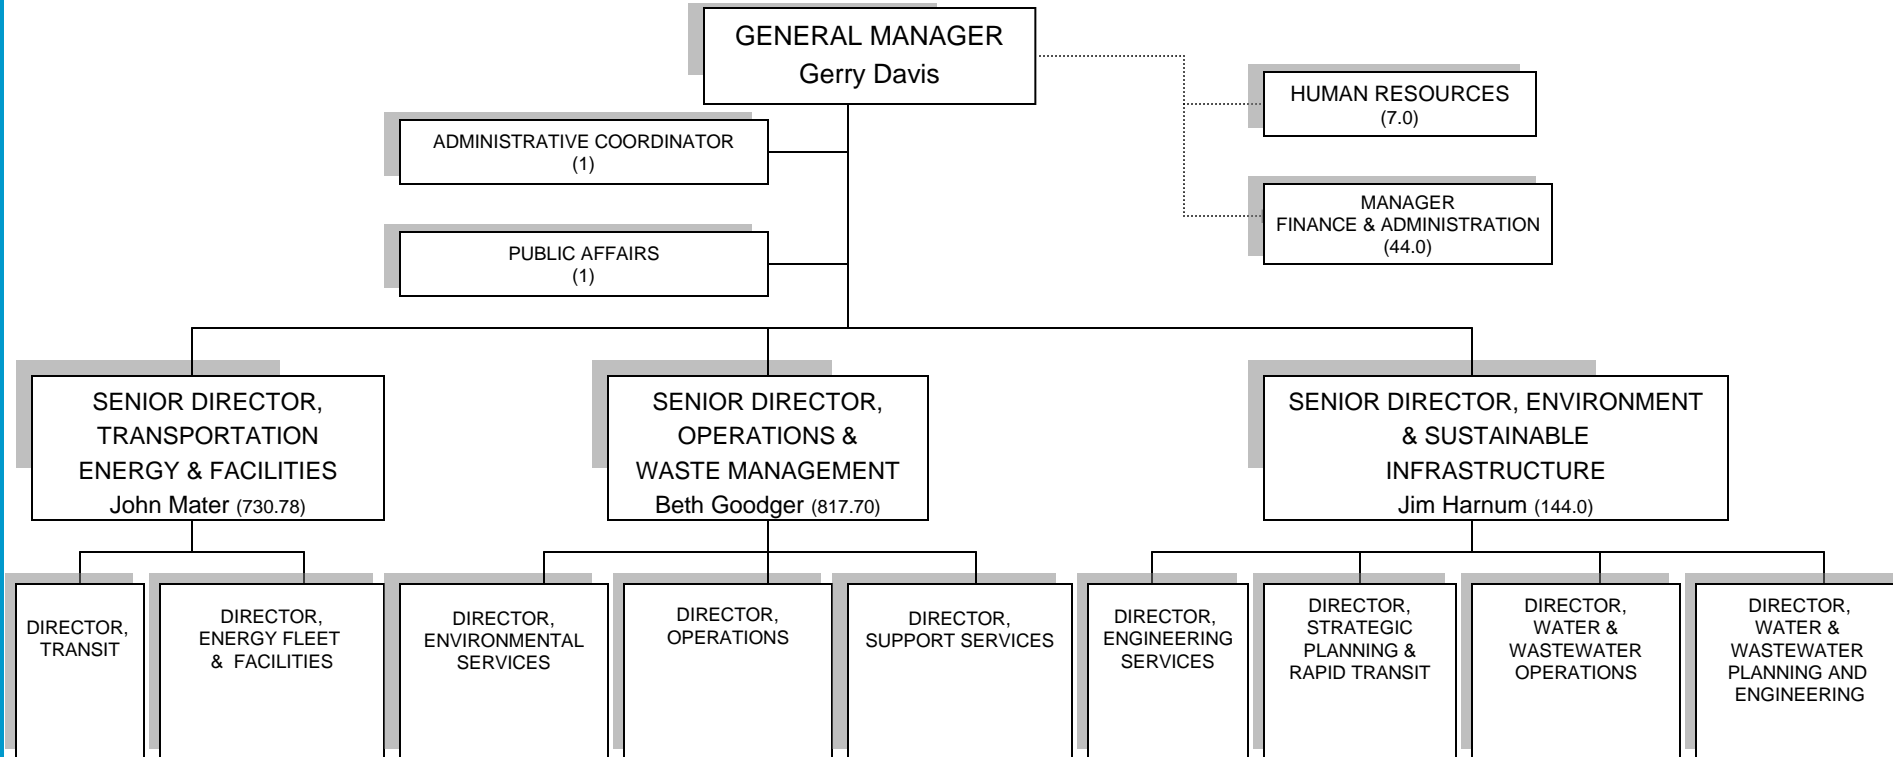 GENERAL MANAGER
Gerry Davis
HUMAN RESOURCES
(7.0)
ADMINISTRATIVE COORDINATOR
(1)
MANAGER
FINANCE & ADMINISTRATION
(44.0)
PUBLIC AFFAIRS
(1)
SENIOR DIRECTOR,
TRANSPORTATION
ENERGY & FACILITIES
John Mater (730.78)
SENIOR DIRECTOR,
OPERATIONS &
WASTE MANAGEMENT
Beth Goodger (817.70)
SENIOR DIRECTOR, ENVIRONMENT
& SUSTAINABLE
INFRASTRUCTURE
Jim Harnum (144.0)
DIRECTOR,
TRANSIT
DIRECTOR,
ENERGY FLEET
& FACILITIES
DIRECTOR,
ENVIRONMENTAL
SERVICES
DIRECTOR,
OPERATIONS
DIRECTOR,
SUPPORT SERVICES
DIRECTOR,
ENGINEERING
SERVICES
DIRECTOR,
STRATEGIC
PLANNING &
RAPID TRANSIT
DIRECTOR,
WATER &
WASTEWATER
OPERATIONS
DIRECTOR,
WATER &
WASTEWATER
PLANNING AND
ENGINEERING